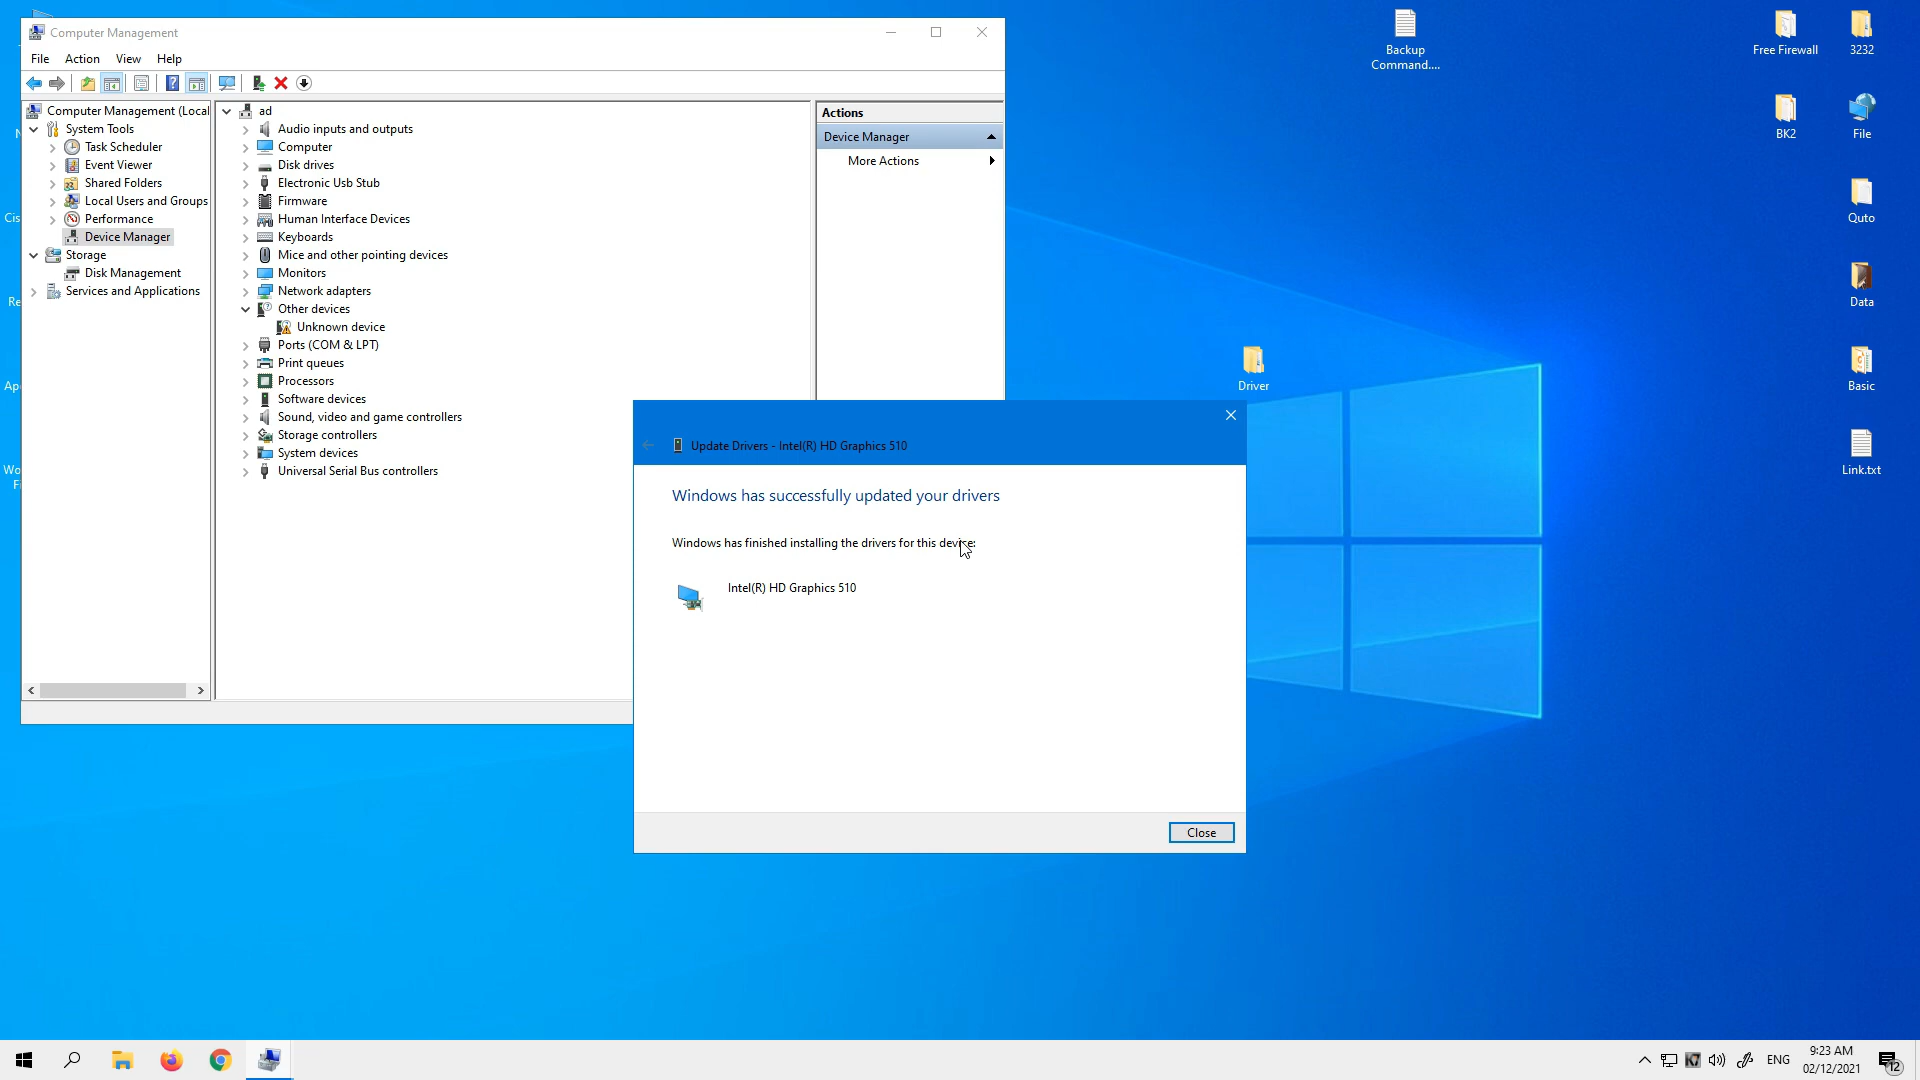 Computer Management
File Action View Help
Computer Management (Local
System Tools
Task Scheduler
Event Viewer
Shared Folders
Local Users and Groups
Performance
Device Manager
Storage
Disk Management
Services and Applications
ad
Audio inputs and outputs
Computer
Disk drives
Electronic Usb Stub
Firmware
Human Interface Devices
Keyboards
Mice and other pointing devices
Monitors
Network adapters
Other devices
Unknown device
Ports (COM & LPT)
Print queues
Processors
Software devices
Sound, video and game controllers
Storage controllers
System devices
Universal Serial Bus controllers
Actions
Device Manager
More Actions
Update Drivers - Intel(R) HD Graphics 510
Windows has successfully updated your drivers
Windows has finished installing the drivers for this device:
Intel(R) HD Graphics 510
Close
Backup
Command....
Free Firewall
3232
BK2
File
Quto
Data
Driver
Basic
Link.txt
Cis
Re
Ap
Wo
ENG
9:23 AM
02/12/2021
12